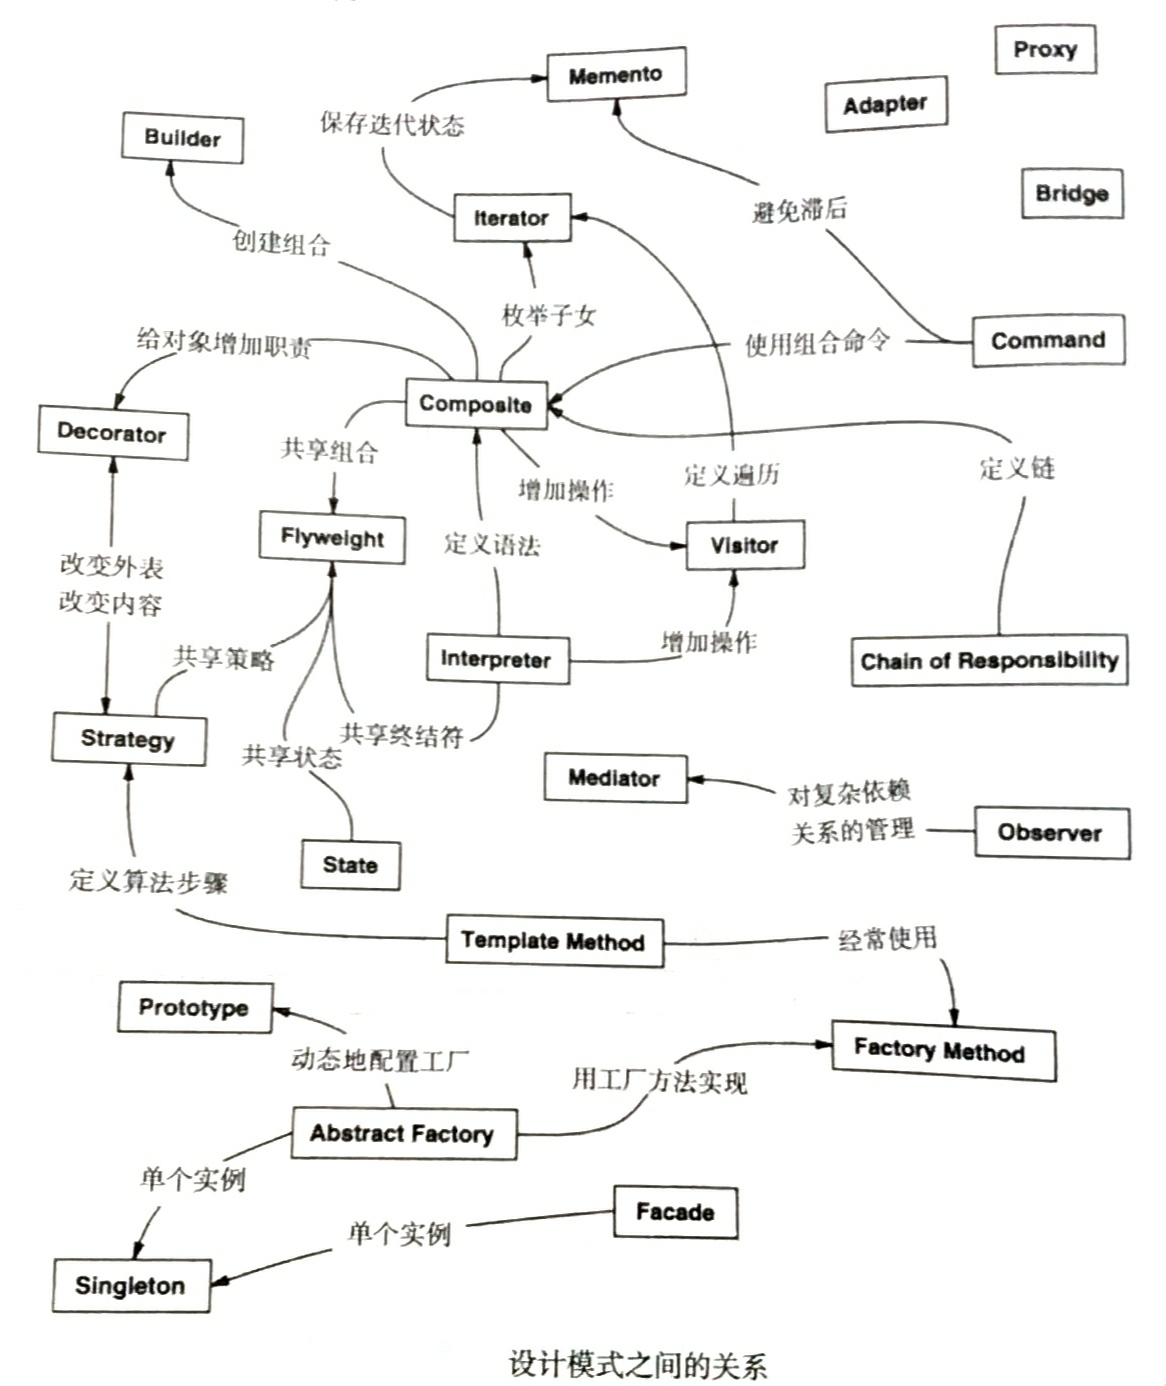 Proxy
Memento
Adapter
保存迭代状态
Builder
Bridge
避免滞后
Iterator
创建组合
枚举子女
给对象增加职责
使用组合命令
Command
Composite
Decorator
共享组合
定义链
定义遍历
增加操作
Flyweight
定义语法
Visitor
改变外表
改变内容
增加操作
共享策略
Interpreter
Chain of Responsibility
Strategy
共享终结符
共享状态
Mediator
对复杂依赖
关系的管理
Observer
State
定义算法步骤
Template Method
经常使用
Prototype
动态地配置工厂
Factory Method
用工厂方法实现
Abstract Factory
单个实例
Facade
单个实例
Singleton
设计模式之间的关系